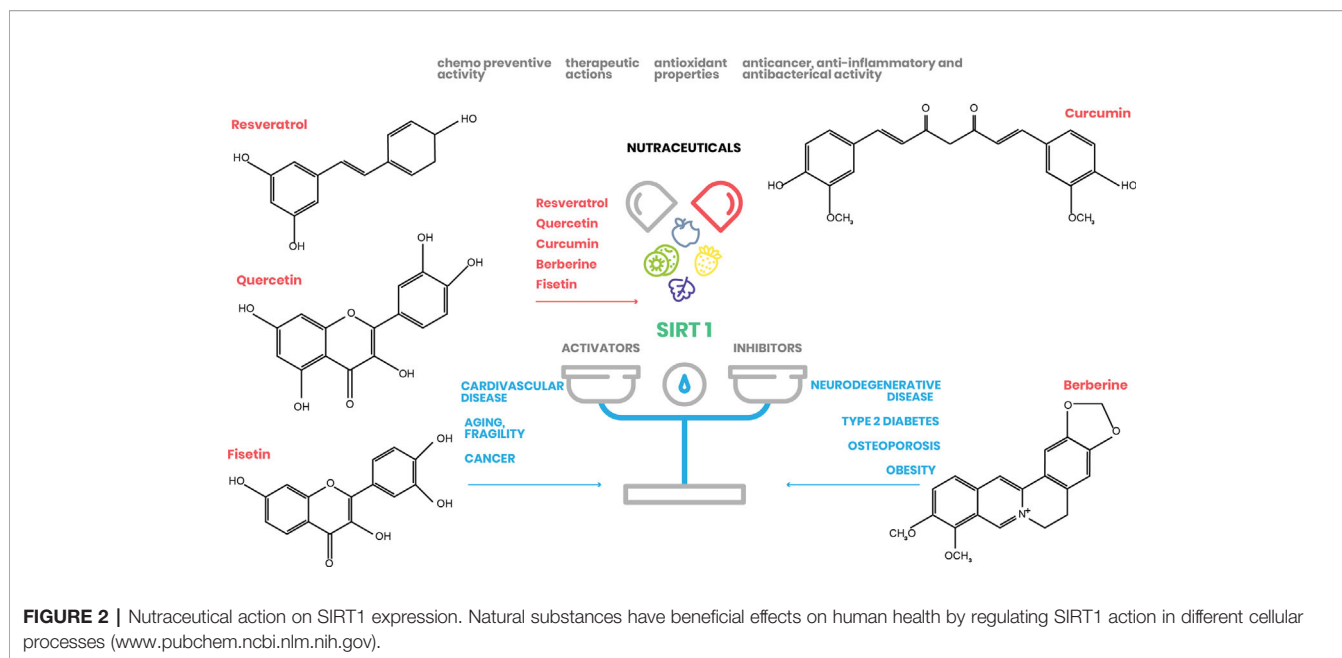 chemo preventive
activity
therapeutic
actions
antioxidant
properties
anticancer, anti-inflammatory and
antibacterical activity
Resveratrol
HO
HO
OH
Curcumin
O
O
HO
OCH3
OCH3
HO
NUTRACEUTICALS
Resveratrol
Quercetin
Curcumin
Berberine
Fisetin
Quercetin
OH
OH
HO
O
OH
OH
O
SIRT 1
ACTIVATORS
INHIBITORS
CARDIVASCULAR
DISEASE
AGING,
FRAGILITY
CANCER
NEURODEGENERATIVE
DISEASE
TYPE 2 DIABETES
OSTEOPOROSIS
OBESITY
Fisetin
OH
OH
HO
O
OH
O
Berberine
O
O
N+
CH3O
OCH3
FIGURE 2 | Nutraceutical action on SIRT1 expression. Natural substances have beneficial effects on human health by regulating SIRT1 action in different cellular
processes (www.pubchem.ncbi.nlm.nih.gov).